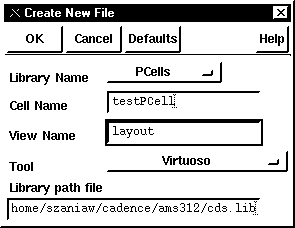 Create New File
OK Cancel Defaults Help
Library Name PCells
Cell Name testPCell
View Name layout
Tool Virtuoso
Library path file
home/szaniaw/cadence/ams312/cds.lib